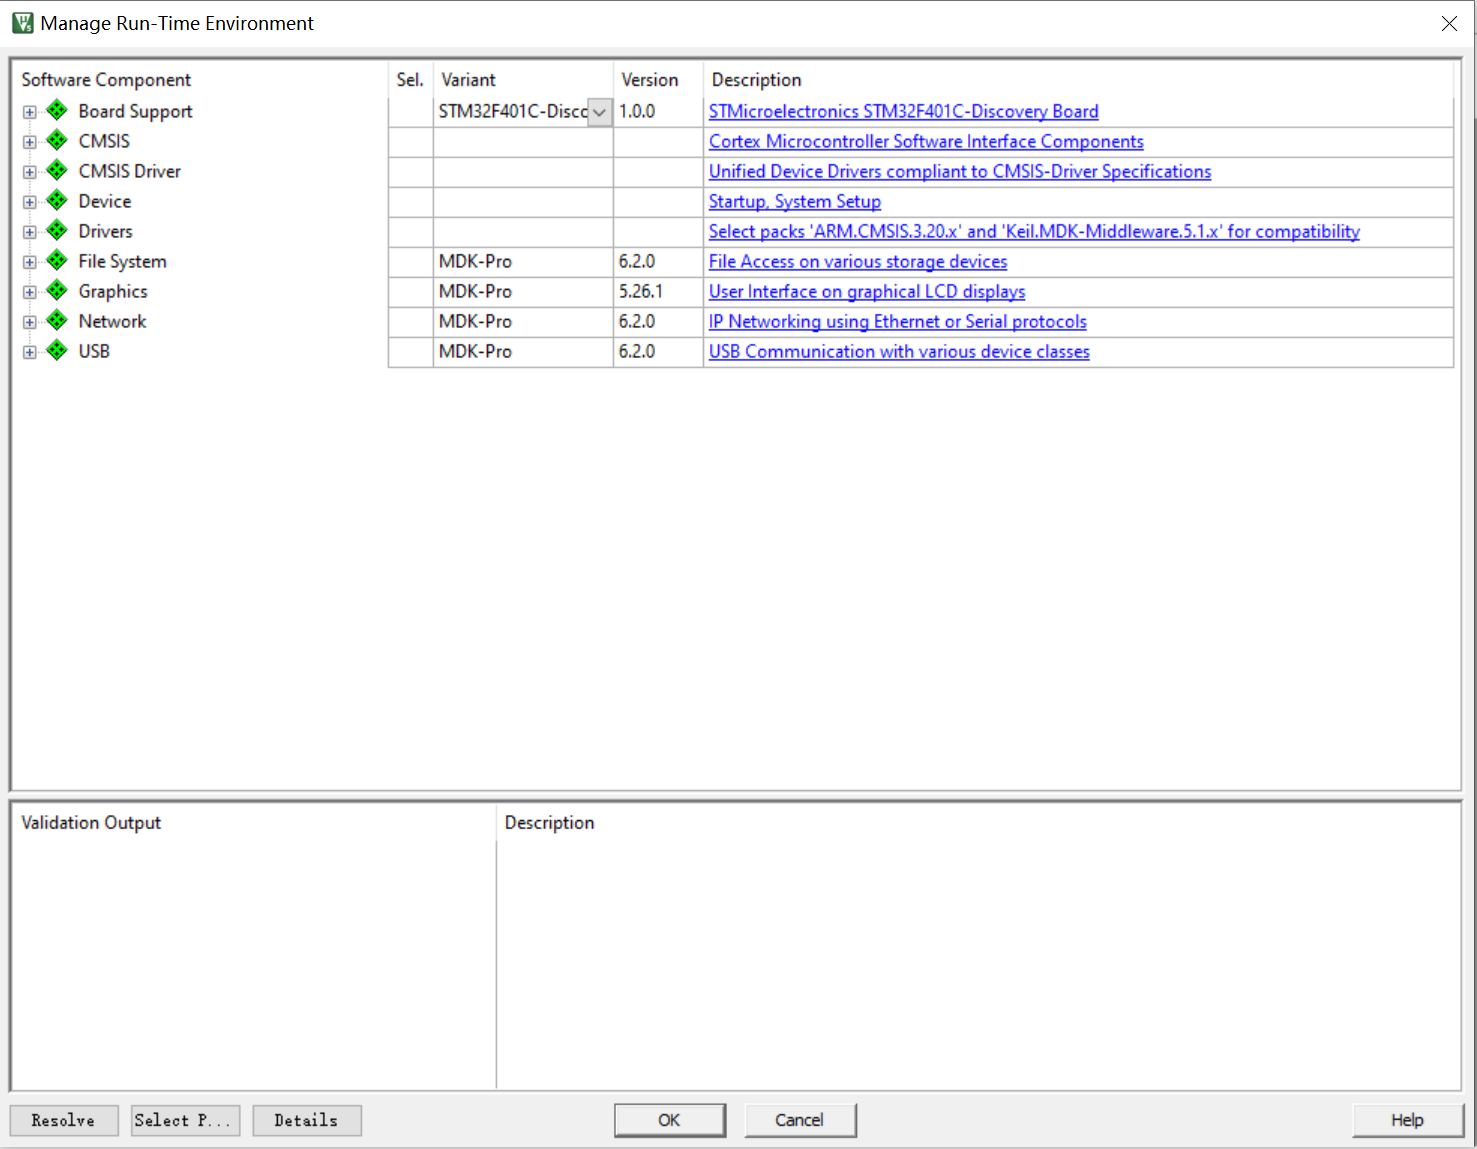 Manage Run-Time Environment
Software Component Sel. Variant Version Description
Board Support STM32F401C-Disco 1.0.0 STMicroelectronics STM32F401C-Discovery Board
CMSIS Cortex Microcontroller Software Interface Components
CMSIS Driver Unified Device Drivers compliant to CMSIS-Driver Specifications
Device Startup, System Setup
Drivers Select packs 'ARM.CMSIS.3.20.x' and 'Keil.MDK-Middleware.5.1.x' for compatibility
File System MDK-Pro 6.2.0 File Access on various storage devices
Graphics MDK-Pro 5.26.1 User Interface on graphical LCD displays
Network MDK-Pro 6.2.0 IP Networking using Ethernet or Serial protocols
USB MDK-Pro 6.2.0 USB Communication with various device classes
Validation Output Description
Resolve Select P... Details OK Cancel Help